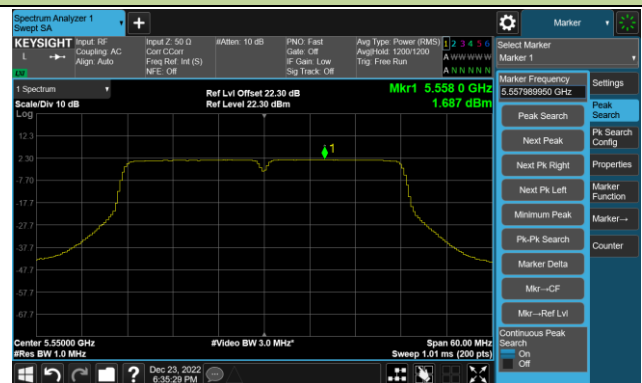 Spectrum Analyzer 1
Swept SA
+
Marker
KEYSIGHT
L
Input: RF
Coupling: AC
Align: Auto
Input Z: 50 Ω
Corr CCorr
Freq Ref: Int (S)
NFE: Off
#Atten: 10 dB
PNO: Fast
Gate: Off
IF Gain: Low
Sig Track: Off
Avg Type: Power (RMS)
Avg|Hold: 1200/1200
Trig: Free Run
1 2 3 4 5 6
A W W W W W
A N N N N N
LW
Select Marker
Marker 1
1 Spectrum
Scale/Div 10 dB
Log
Ref Lvl Offset 22.30 dB
Ref Level 22.30 dBm
Mkr1 5.558 0 GHz
1.687 dBm
12.3
2.30
-7.70
-17.7
-27.7
-37.7
-47.7
-57.7
-67.7
1
Center 5.55000 GHz
#Res BW 1.0 MHz
#Video BW 3.0 MHz*
Span 60.00 MHz
Sweep 1.01 ms (200 pts)
Marker Frequency
5.557989950 GHz
Peak Search
Next Peak
Next Pk Right
Next Pk Left
Minimum Peak
Pk-Pk Search
Marker Delta
Mkr→CF
Mkr→Ref Lvl
Continuous Peak
Search
On
Off
Settings
Peak
Search
Pk Search
Config
Properties
Marker
Function
Marker→
Counter
?
Dec 23, 2022
6:35:29 PM